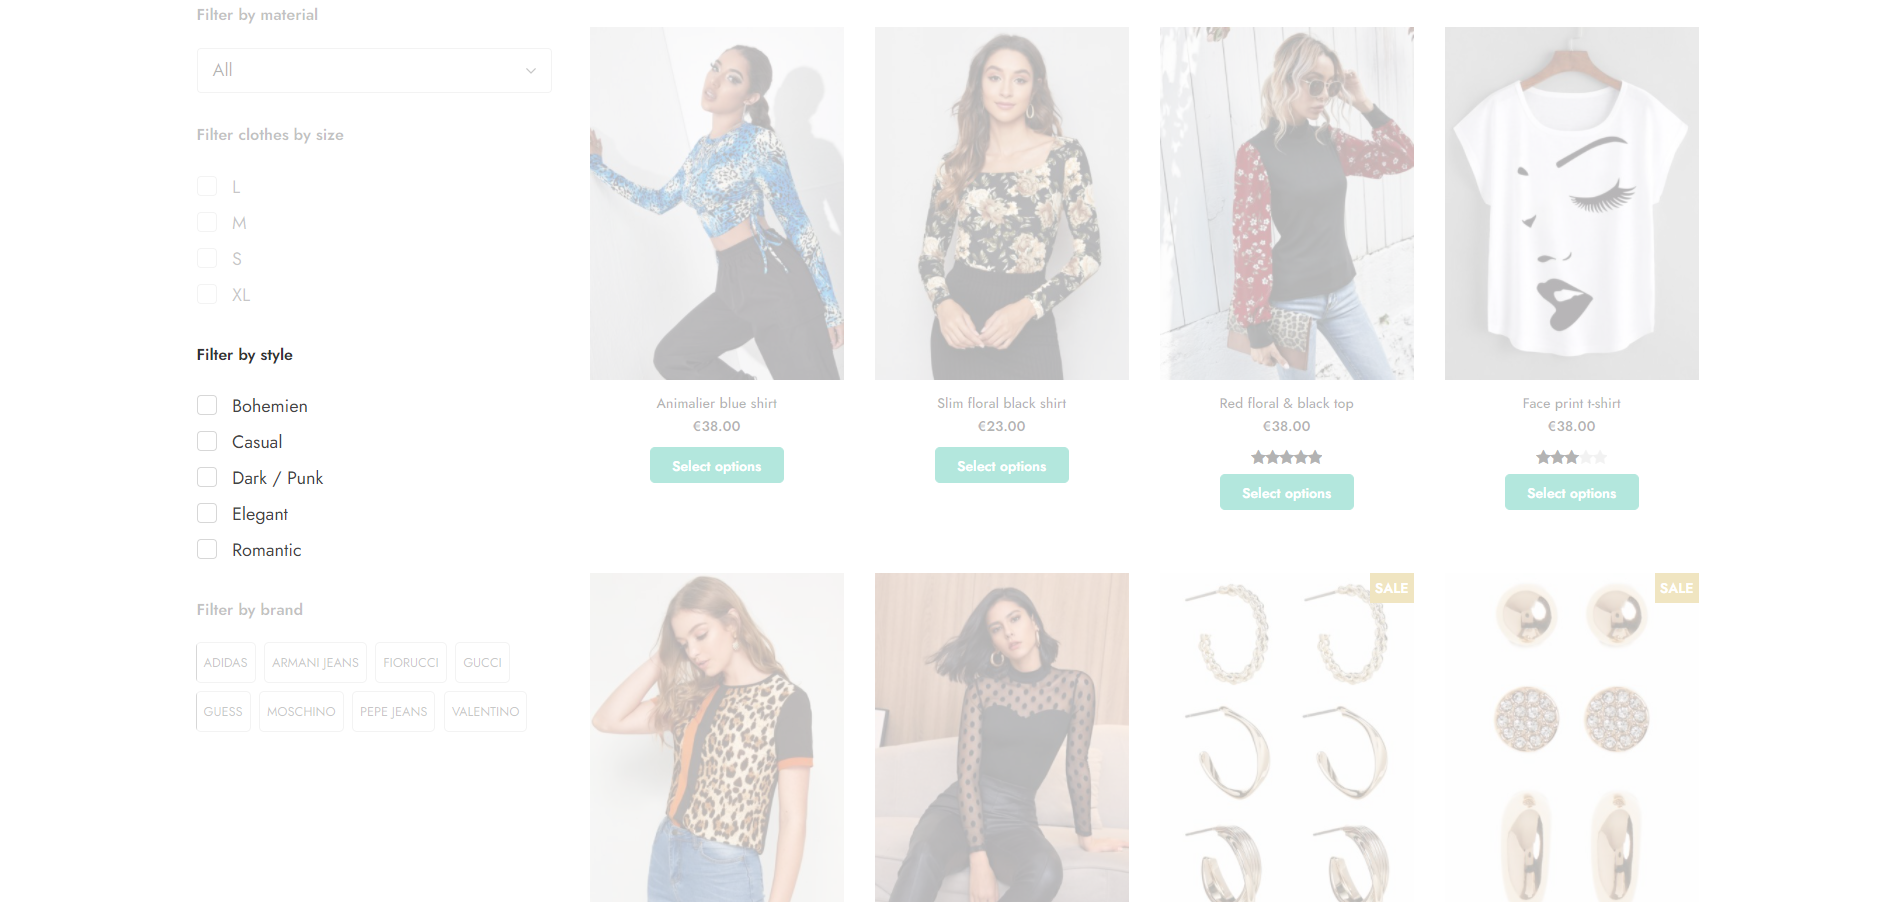 Filter by material
All
Filter clothes by size
L
M
S
XL
Filter by style
Bohemien
Casual
Dark / Punk
Elegant
Romantic
Filter by brand
ADIDAS ARMANI JEANS FIORUCCI GUCCI
GUESS MOSCHINO PEPE JEANS VALENTINO
Animalier blue shirt
€38.00
Select options
Slim floral black shirt
€23.00
Select options
Red floral & black top
€38.00
Select options
Face print t-shirt
€38.00
Select options
SALE
SALE